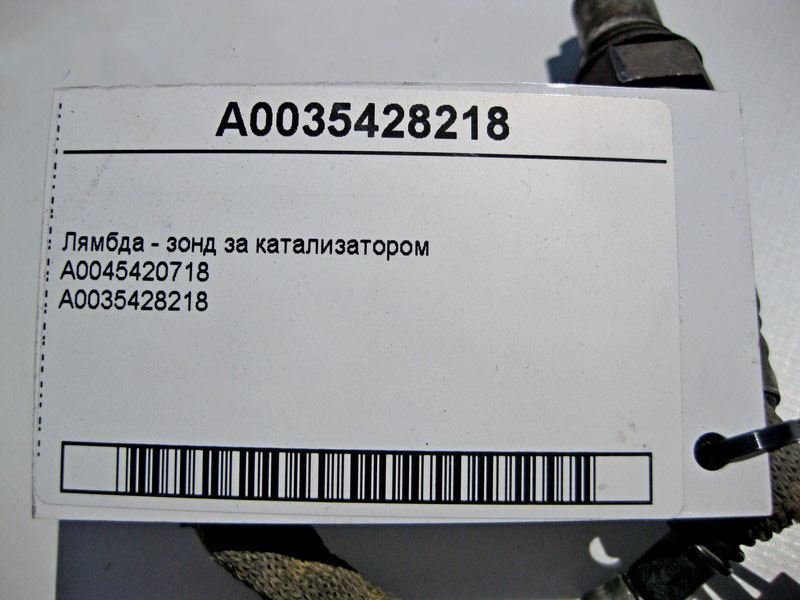 A0035428218
Лямбда - зонд за катализатором
A0045420718
A0035428218